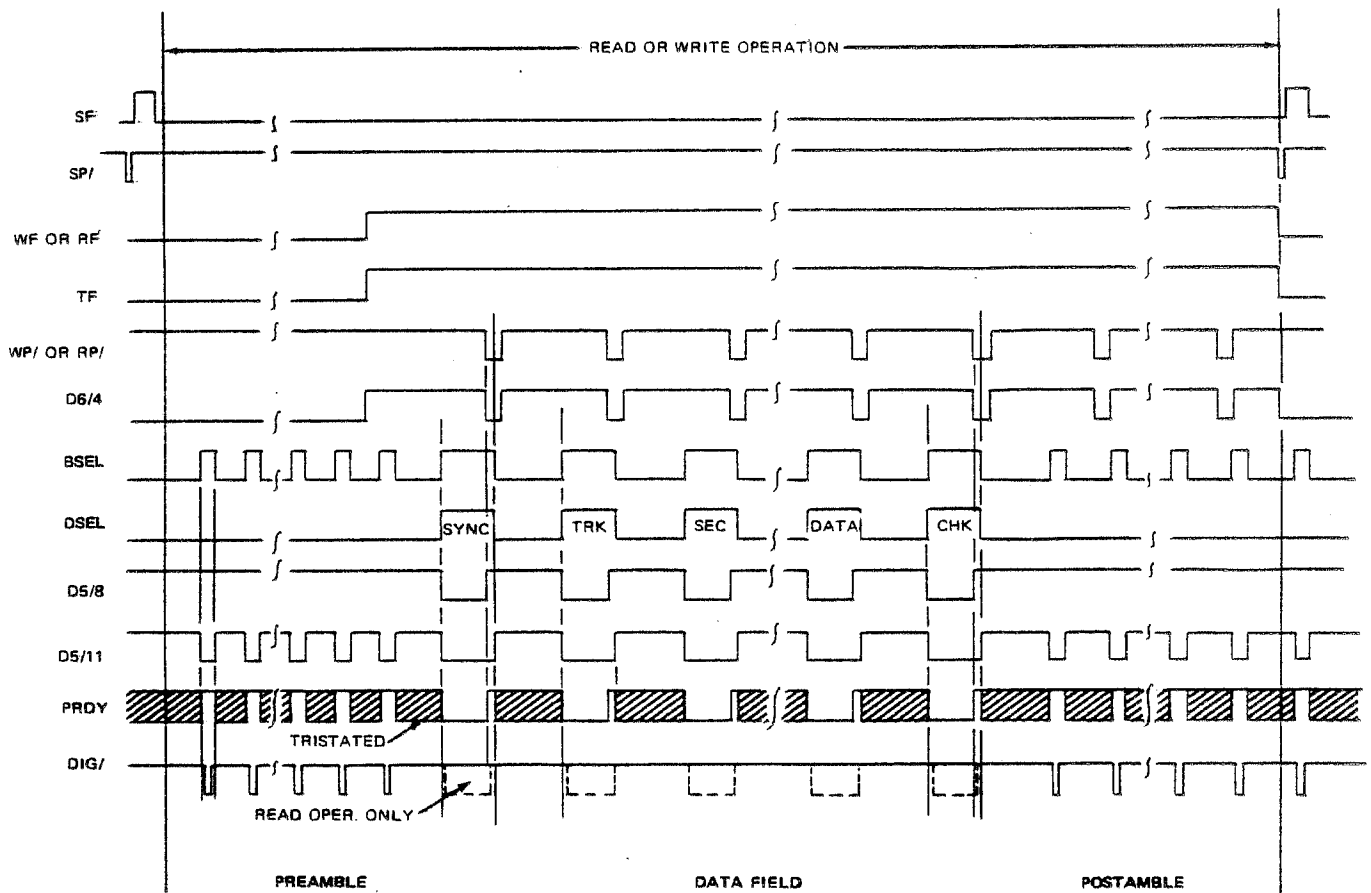 READ OR WRITE OPERATION
SF
SP/
WF OR RF
TF
WP/ OR RP/
D6/4
BSEL
DSEL
SYNC TRK SEC DATA CHK
D5/8
D5/11
PRDY
TRISTATED
DIG/
READ OPER. ONLY
PREAMBLE DATA FIELD POSTAMBLE